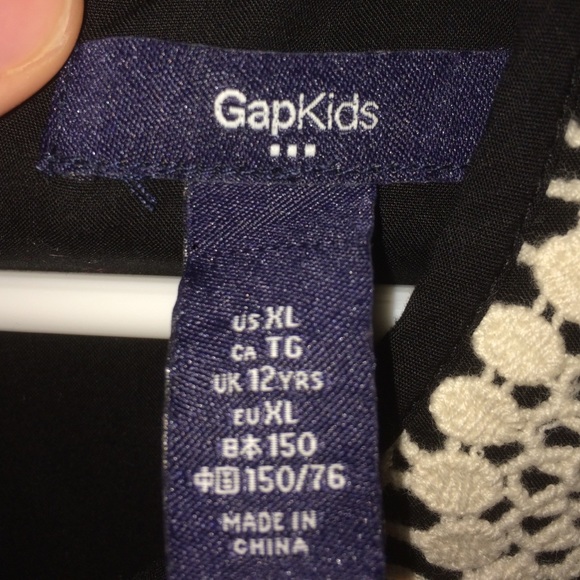 GapKids
US XL
CA TG
UK 12YRS
EU XL
日本 150
中国 150/76
MADE IN
CHINA